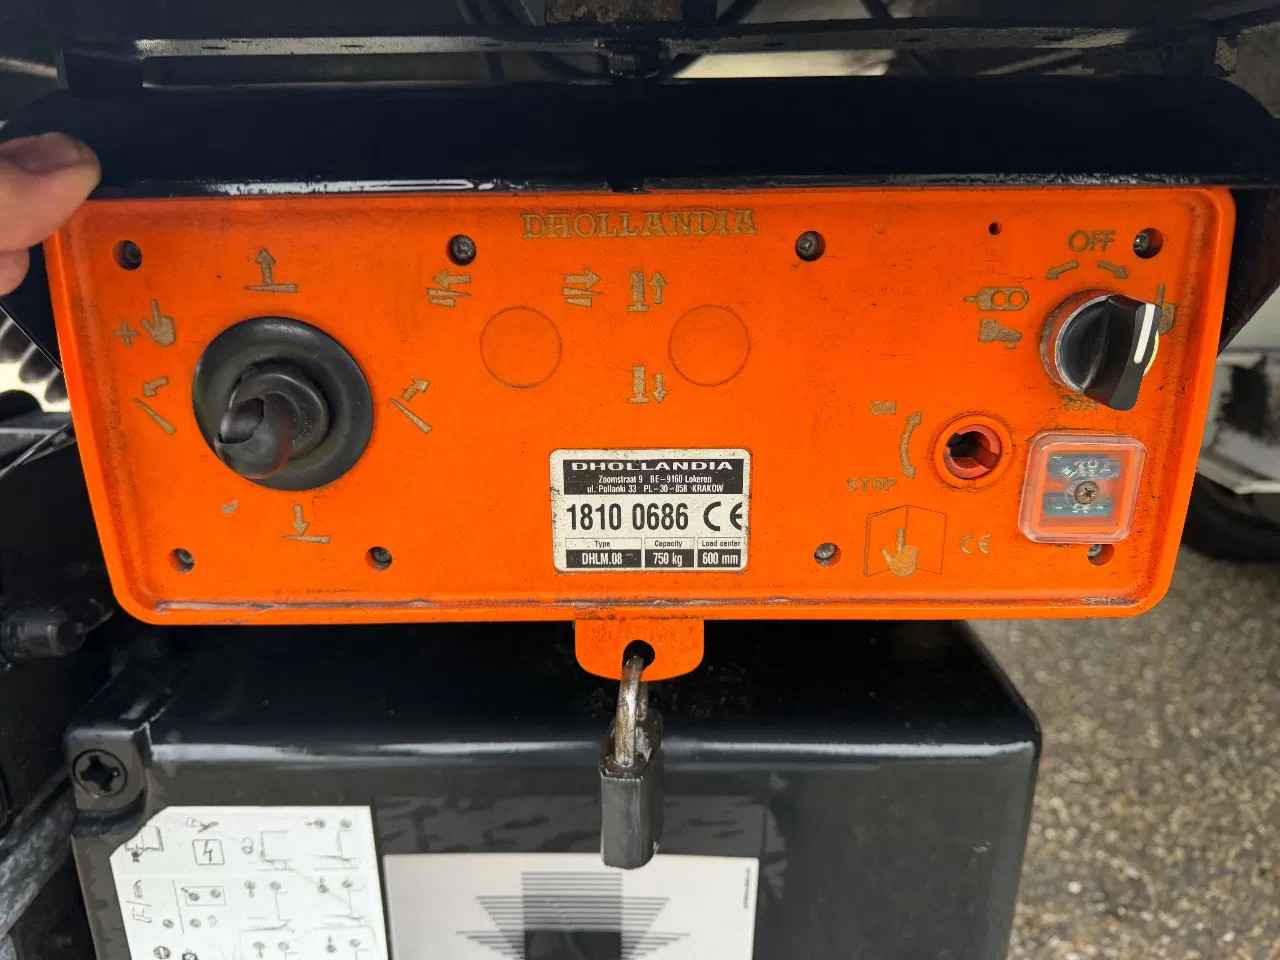 DHOLLANDIA
OFF
ON
STOP
DHOLLANDIA
Zoomstraat 9 BE-9160 Lokeren
ul. Pollanki 33 PL-30-858 KRAKOW
1810 0686 CE
Type Capacity Load center
DHLM.08 750 kg 600 mm
CE